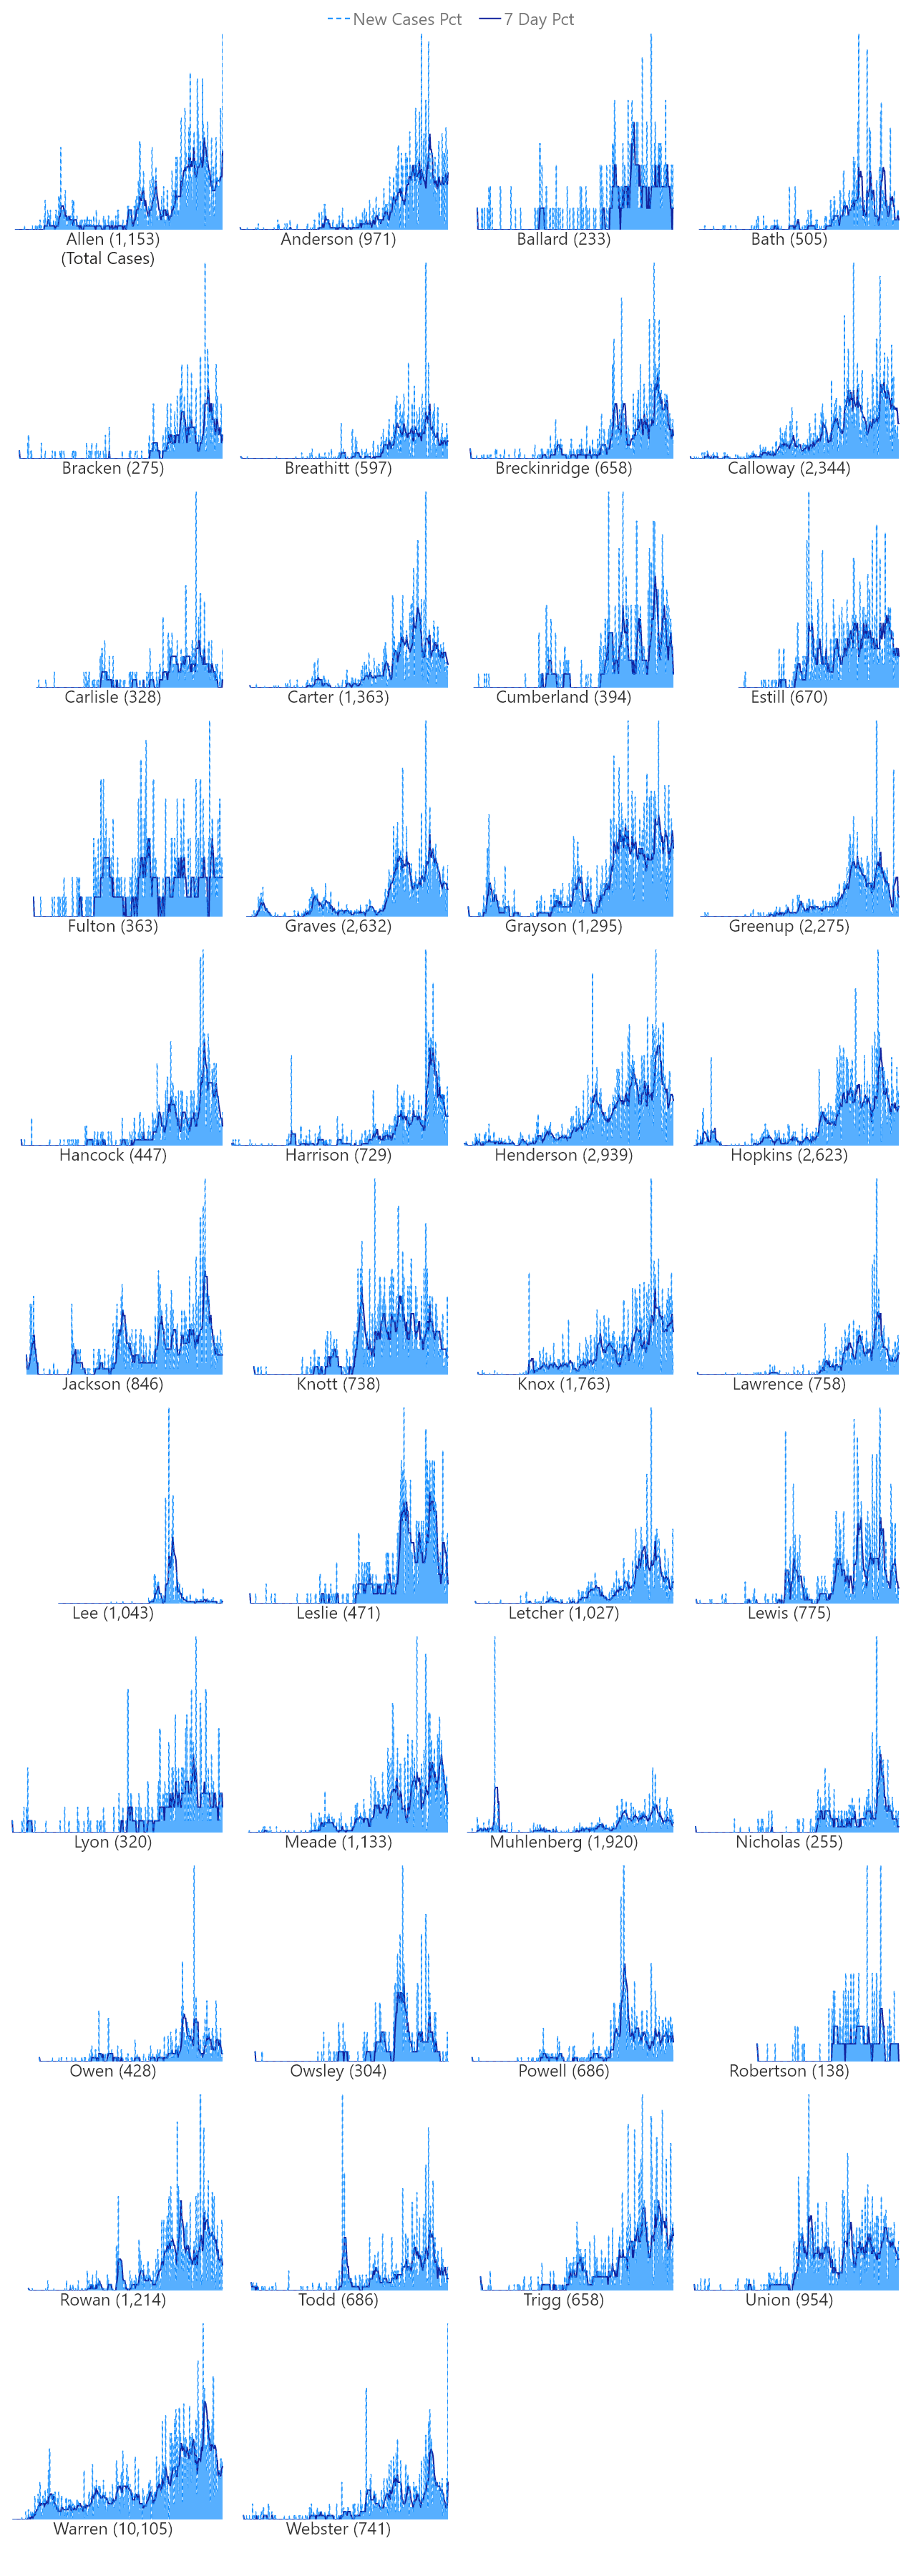 New Cases Pct 7 Day Pct
Allen (1,153) Anderson (971) Ballard (233) Bath (505)
(Total Cases)
Bracken (275) Breathitt (597) Breckinridge (658) Calloway (2,344)
Carlisle (328) Carter (1,363) Cumberland (394) Estill (670)
Fulton (363) Graves (2,632) Grayson (1,295) Greenup (2,275)
Hancock (447) Harrison (729) Henderson (2,939) Hopkins (2,623)
Jackson (846) Knott (738) Knox (1,763) Lawrence (758)
Lee (1,043) Leslie (471) Letcher (1,027) Lewis (775)
Lyon (320) Meade (1,133) Muhlenberg (1,920) Nicholas (255)
Owen (428) Owsley (304) Powell (686) Robertson (138)
Rowan (1,214) Todd (686) Trigg (658) Union (954)
Warren (10,105) Webster (741)